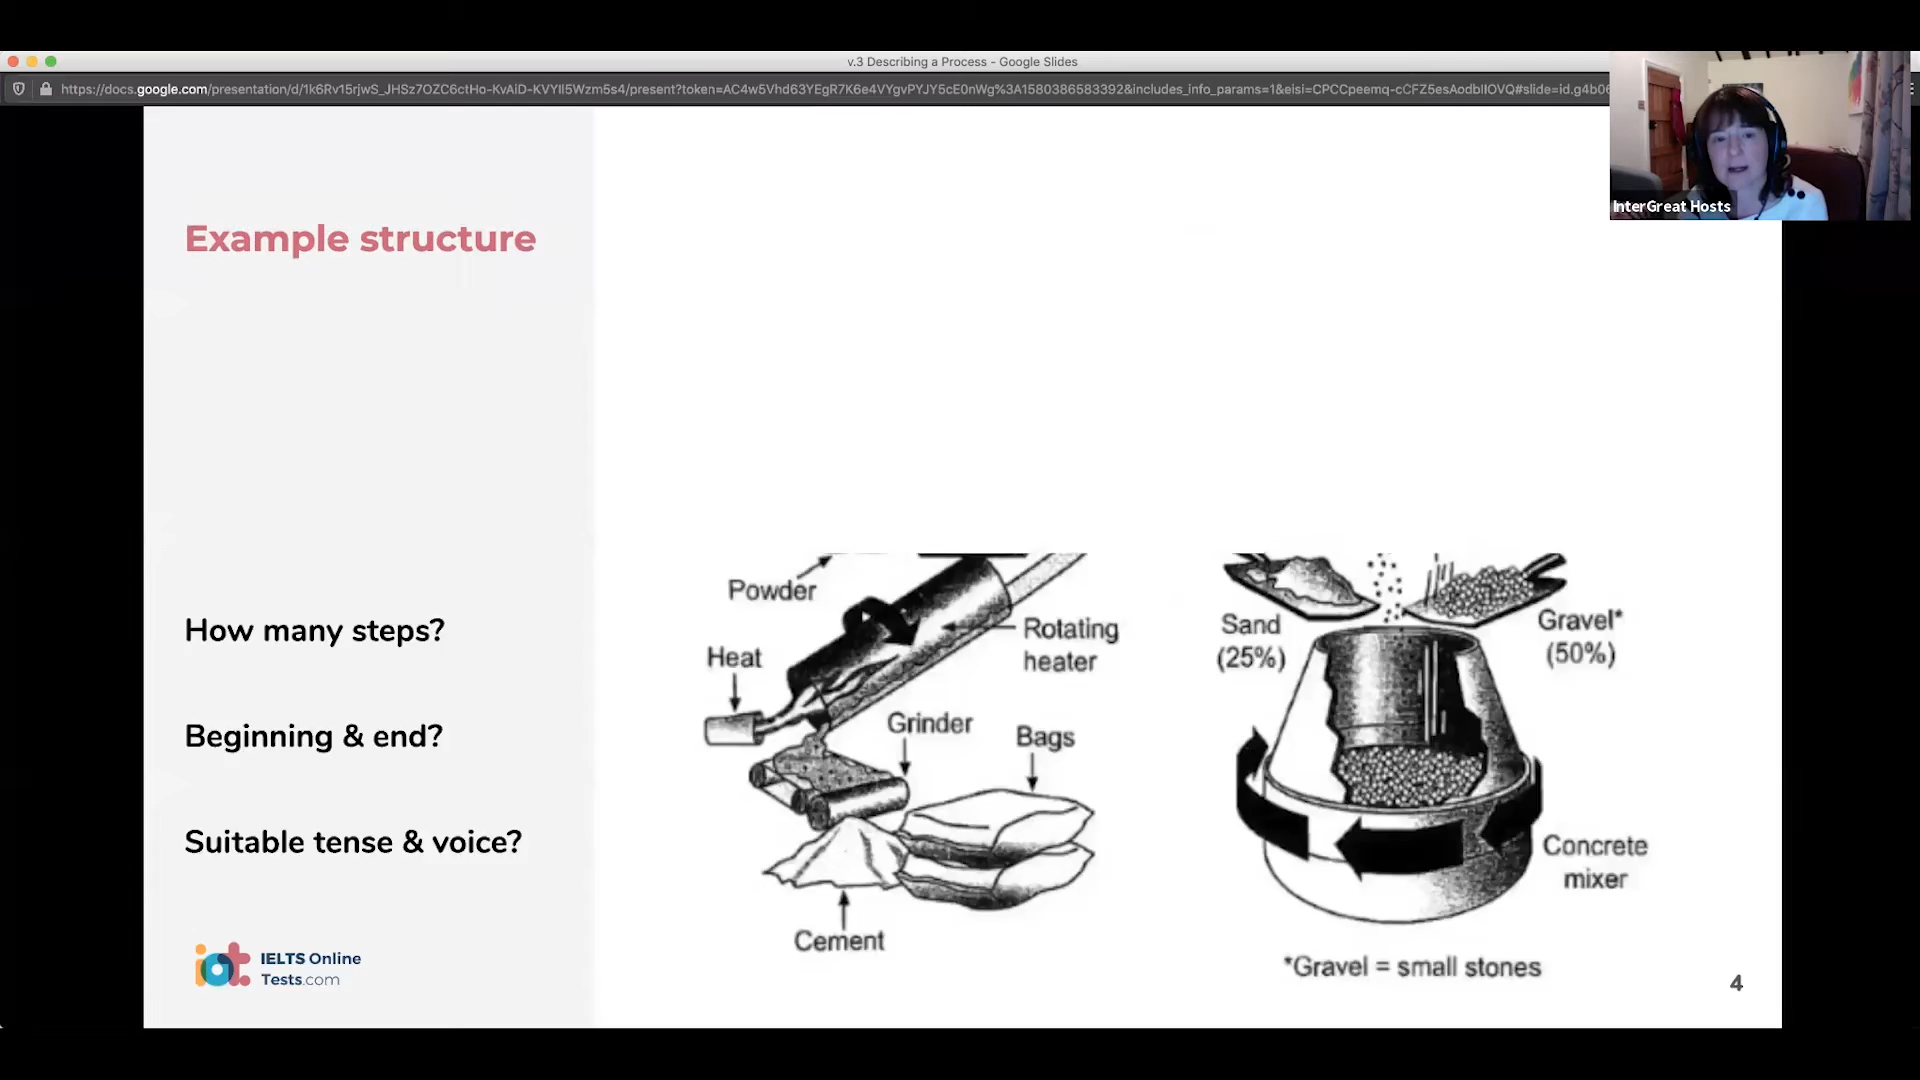 v.3 Describing a Process - Google Slides
InterGreat Hosts
Example structure
How many steps?
Beginning & end?
Suitable tense & voice?
IELTS Online
Tests.com
Powder
Rotating
heater
Heat
Grinder
Bags
Cement
Sand
(25%)
Gravel*
(50%)
Concrete
mixer
*Gravel = small stones
4